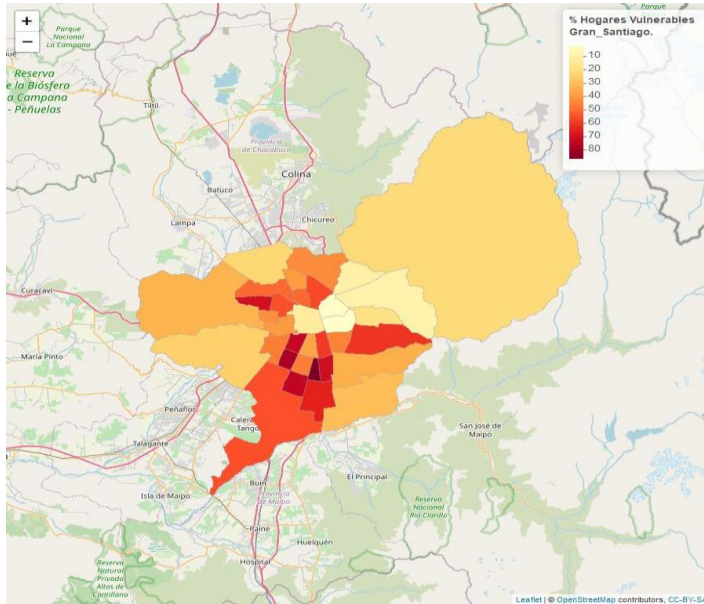 +
−
Parque
Nacional
La Campana
Reserva
de la Biósfera
a Campana
- Peñuelas
Tiltil
Provincia
de Chacabuco
Colina
Batuco
Chicureo
Lampa
Curacaví
María Pinto
Peñaflor
Talagante
Calera
Tango
San José de
Maipo
Isla de Maipo
Buin
Provincia
de Maipo
El Principal
Paine
Reserva
Nacional
Río Clarillo
Huelquén
Hospital
Reserva
Natural
Privada
Altos de
Cantillana
% Hogares Vulnerables
Gran_Santiago.
10
20
30
40
50
60
70
80
Leaflet | © OpenStreetMap contributors, CC-BY-SA